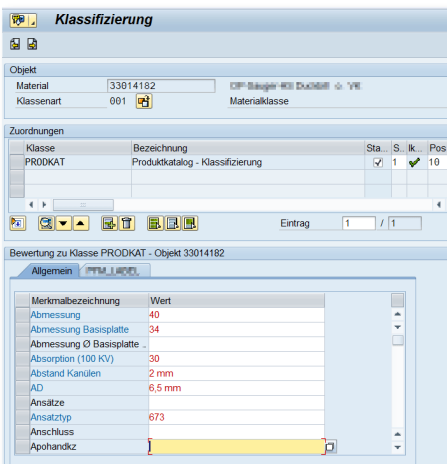 Klassifizierung
Objekt
Material 33014182
Klassenart 001 Materialklasse
Zuordnungen
Klasse Bezeichnung Sta... S.. Ik... Pos
PRODKAT Produktkatalog - Klassifizierung 1 10
Eintrag 1 / 1
Bewertung zu Klasse PRODKAT - Objekt 33014182
Allgemein
Merkmalbezeichnung Wert
Abmessung 40
Abmessung Basisplatte 34
Abmessung Ø Basisplatte ..
Absorption (100 KV) 30
Abstand Kanülen 2 mm
AD 6,5 mm
Ansätze
Ansatztyp 673
Anschluss
Apohandkz